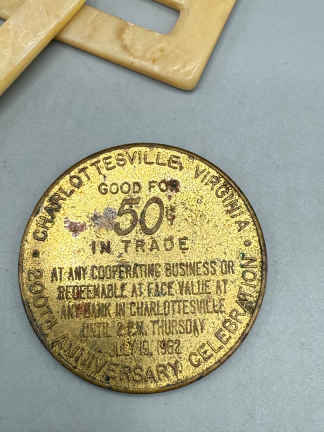 CHARLOTTESVILLE, VIRGINIA
GOOD FOR
50¢
IN TRADE
AT ANY COOPERATING BUSINESS OR
REDEEMABLE AT FACE VALUE AT
ANY BANK IN CHARLOTTESVILLE
UNTIL 2 P.M. THURSDAY
JULY 19, 1962
200TH ANNIVERSARY CELEBRATION